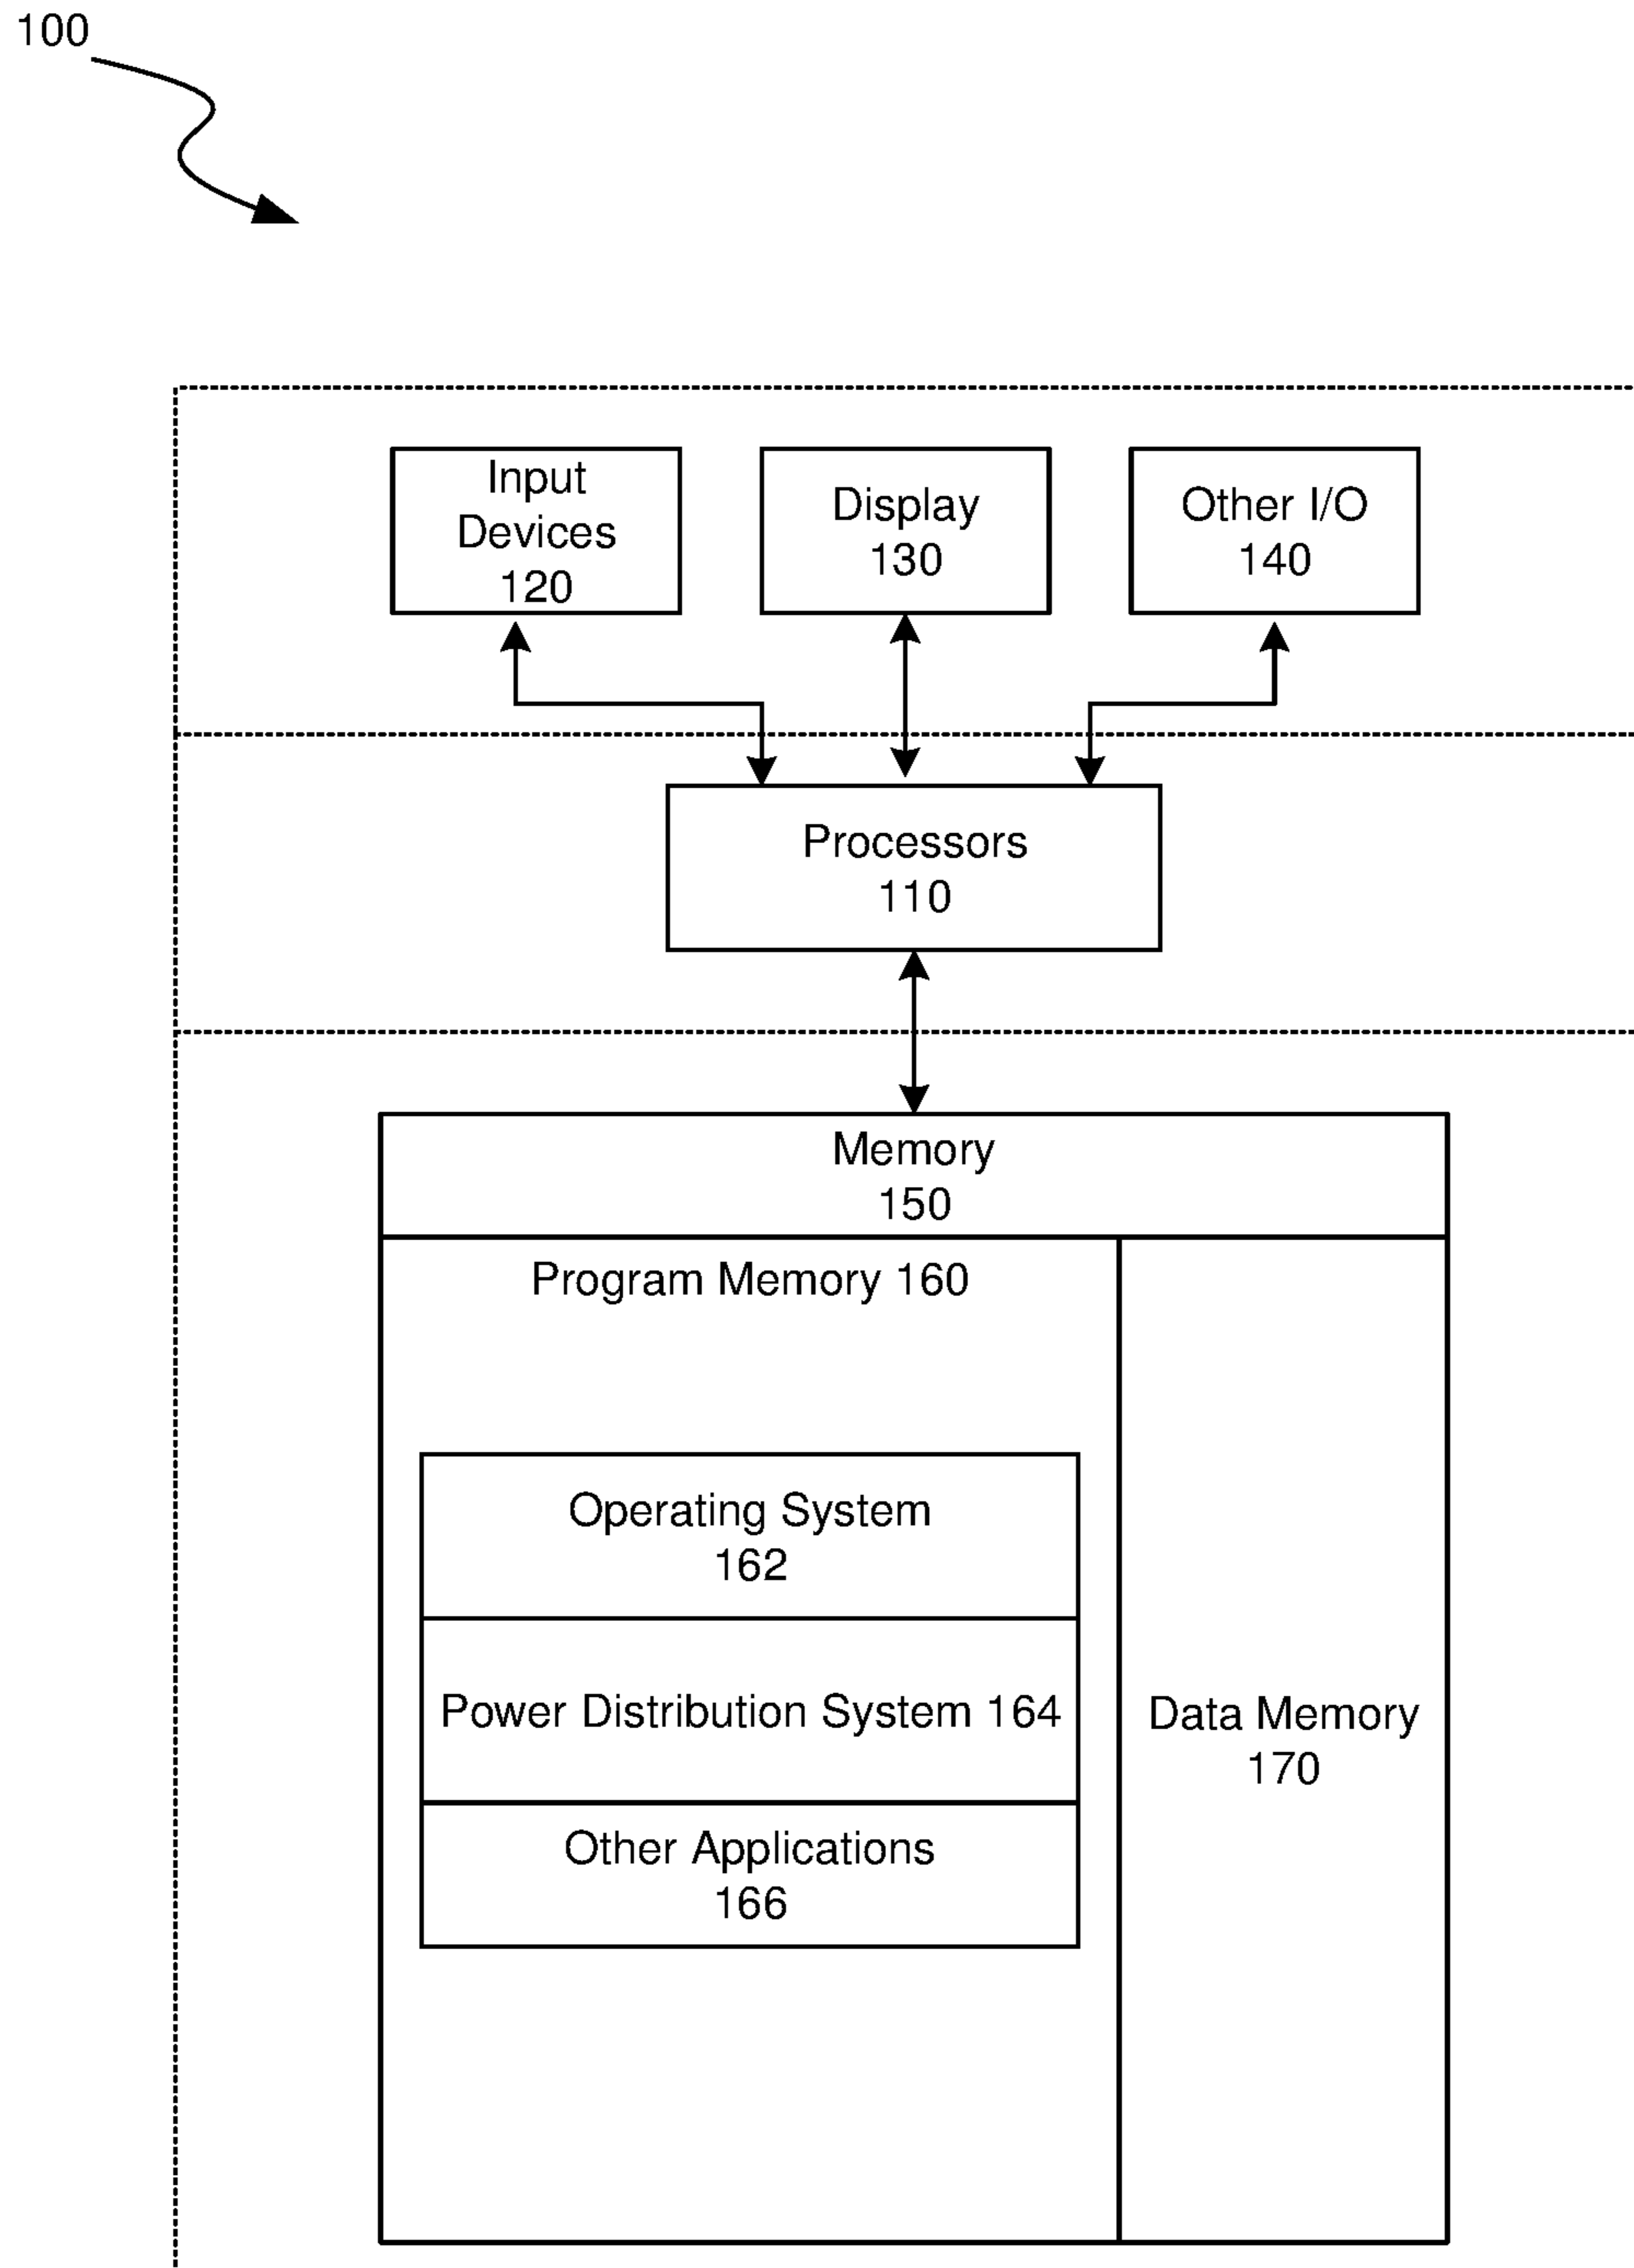 100
Input
Devices
120
Display
130
Other I/O
140
Processors
110
Memory
150
Program Memory 160
Operating System
162
Power Distribution System 164
Other Applications
166
Data Memory
170